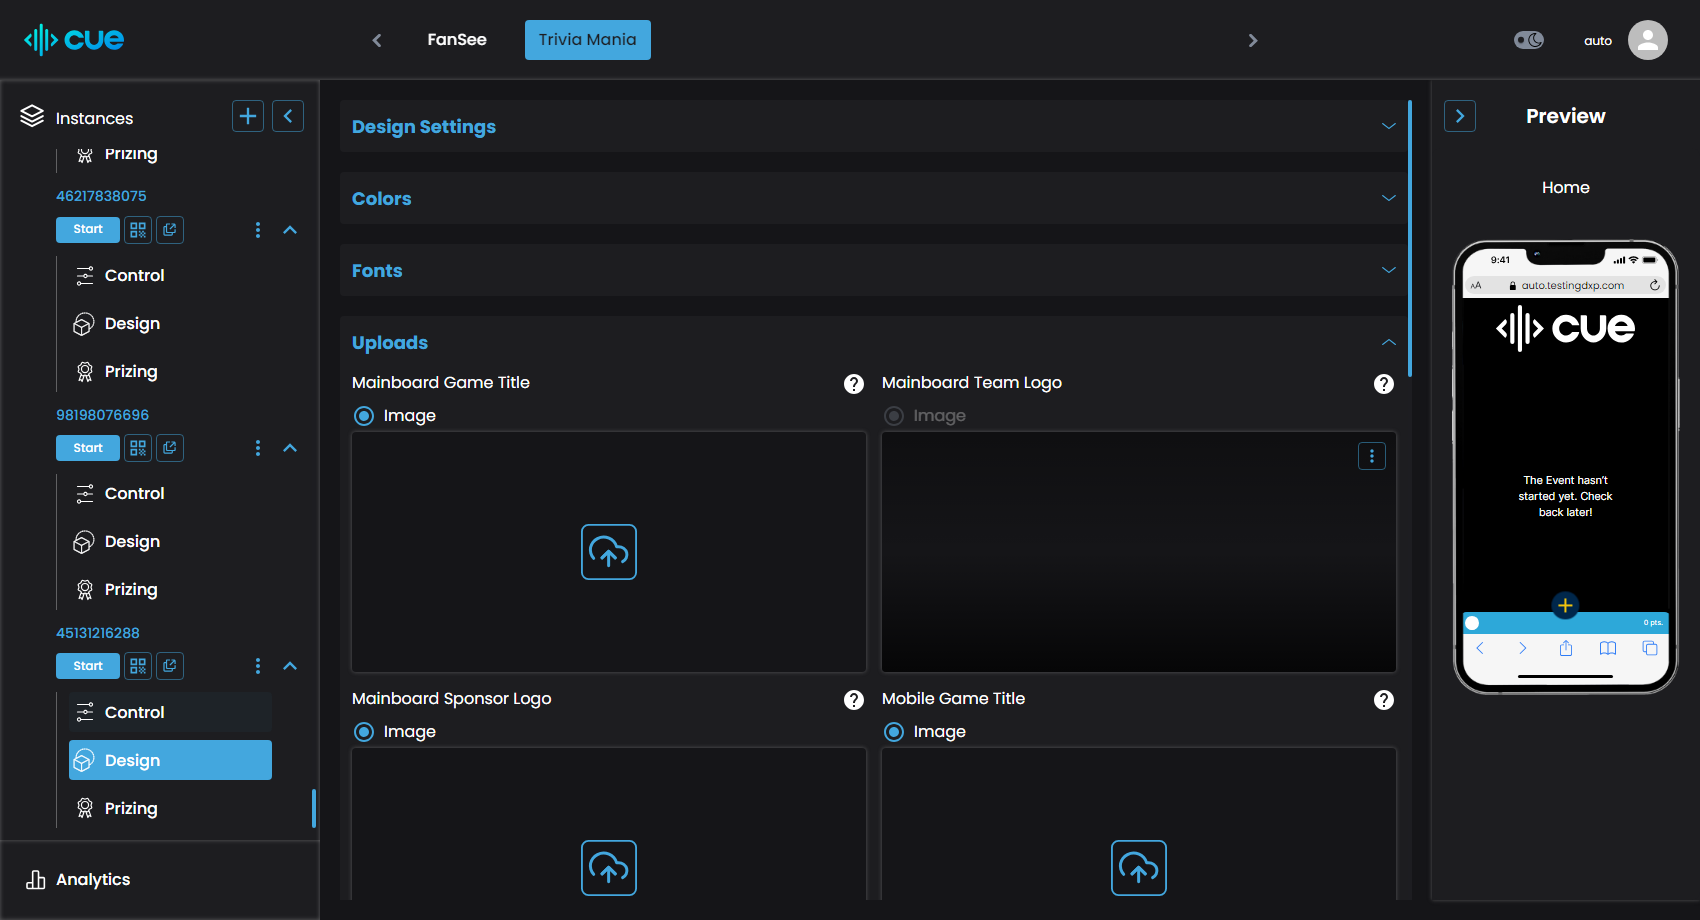 cue
FanSee
Trivia Mania
auto
Instances
Prizing
46217838075
Start
Control
Design
Prizing
98198076696
Start
Control
Design
Prizing
45131216288
Start
Control
Design
Prizing
Analytics
Design Settings
Colors
Fonts
Uploads
Mainboard Game Title
?
Image
Mainboard Team Logo
?
Image
Mainboard Sponsor Logo
?
Image
Mobile Game Title
?
Image
Preview
Home
9:41
AA
auto.testingdxp.com
cue
The Event hasn't
started yet. Check
back later!
0 pts.